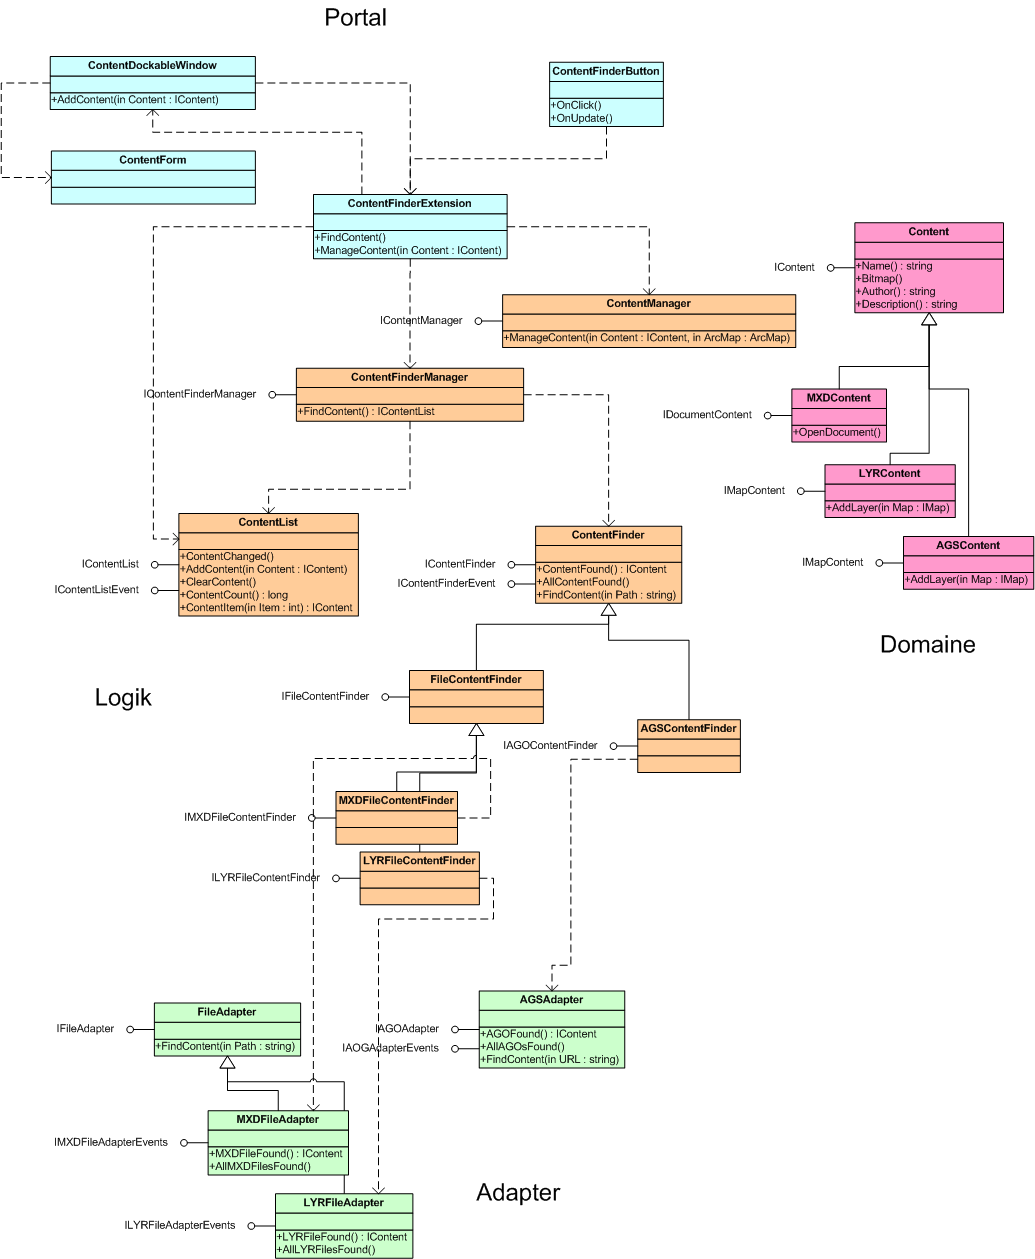 Portal
ContentDockableWindow
+AddContent(in Content : IContent)
ContentFinderButton
+OnClick()
+OnUpdate()
ContentForm
ContentFinderExtension
+FindContent()
+ManageContent(in Content : IContent)
Content
IContent
+Name() : string
+Bitmap()
+Author() : string
+Description() : string
ContentManager
IContentManager
+ManageContent(in Content : IContent, in ArcMap : ArcMap)
ContentFinderManager
IContentFinderManager
+FindContent() : IContentList
MXDContent
IDocumentContent
+OpenDocument()
LYRContent
IMapContent
+AddLayer(in Map : IMap)
ContentList
IContentList
IContentListEvent
+ContentChanged()
+AddContent(in Content : IContent)
+ClearContent()
+ContentCount() : long
+ContentItem(in Item : int) : IContent
ContentFinder
IContentFinder
IContentFinderEvent
+ContentFound() : IContent
+AllContentFound()
+FindContent(in Path : string)
AGSContent
IMapContent
+AddLayer(in Map : IMap)
Domaine
Logik
FileContentFinder
IFileContentFinder
AGSContentFinder
IAGOContentFinder
MXDFileContentFinder
IMXDFileContentFinder
LYRFileContentFinder
ILYRFileContentFinder
FileAdapter
IFileAdapter
+FindContent(in Path : string)
AGSAdapter
IAGOAdapter
IAOGAdapterEvents
+AGOFound() : IContent
+AllAGOsFound()
+FindContent(in URL : string)
MXDFileAdapter
IMXDFileAdapterEvents
+MXDFileFound() : IContent
+AllMXDFilesFound()
Adapter
LYRFileAdapter
ILYRFileAdapterEvents
+LYRFileFound() : IContent
+AllLYRFilesFound()